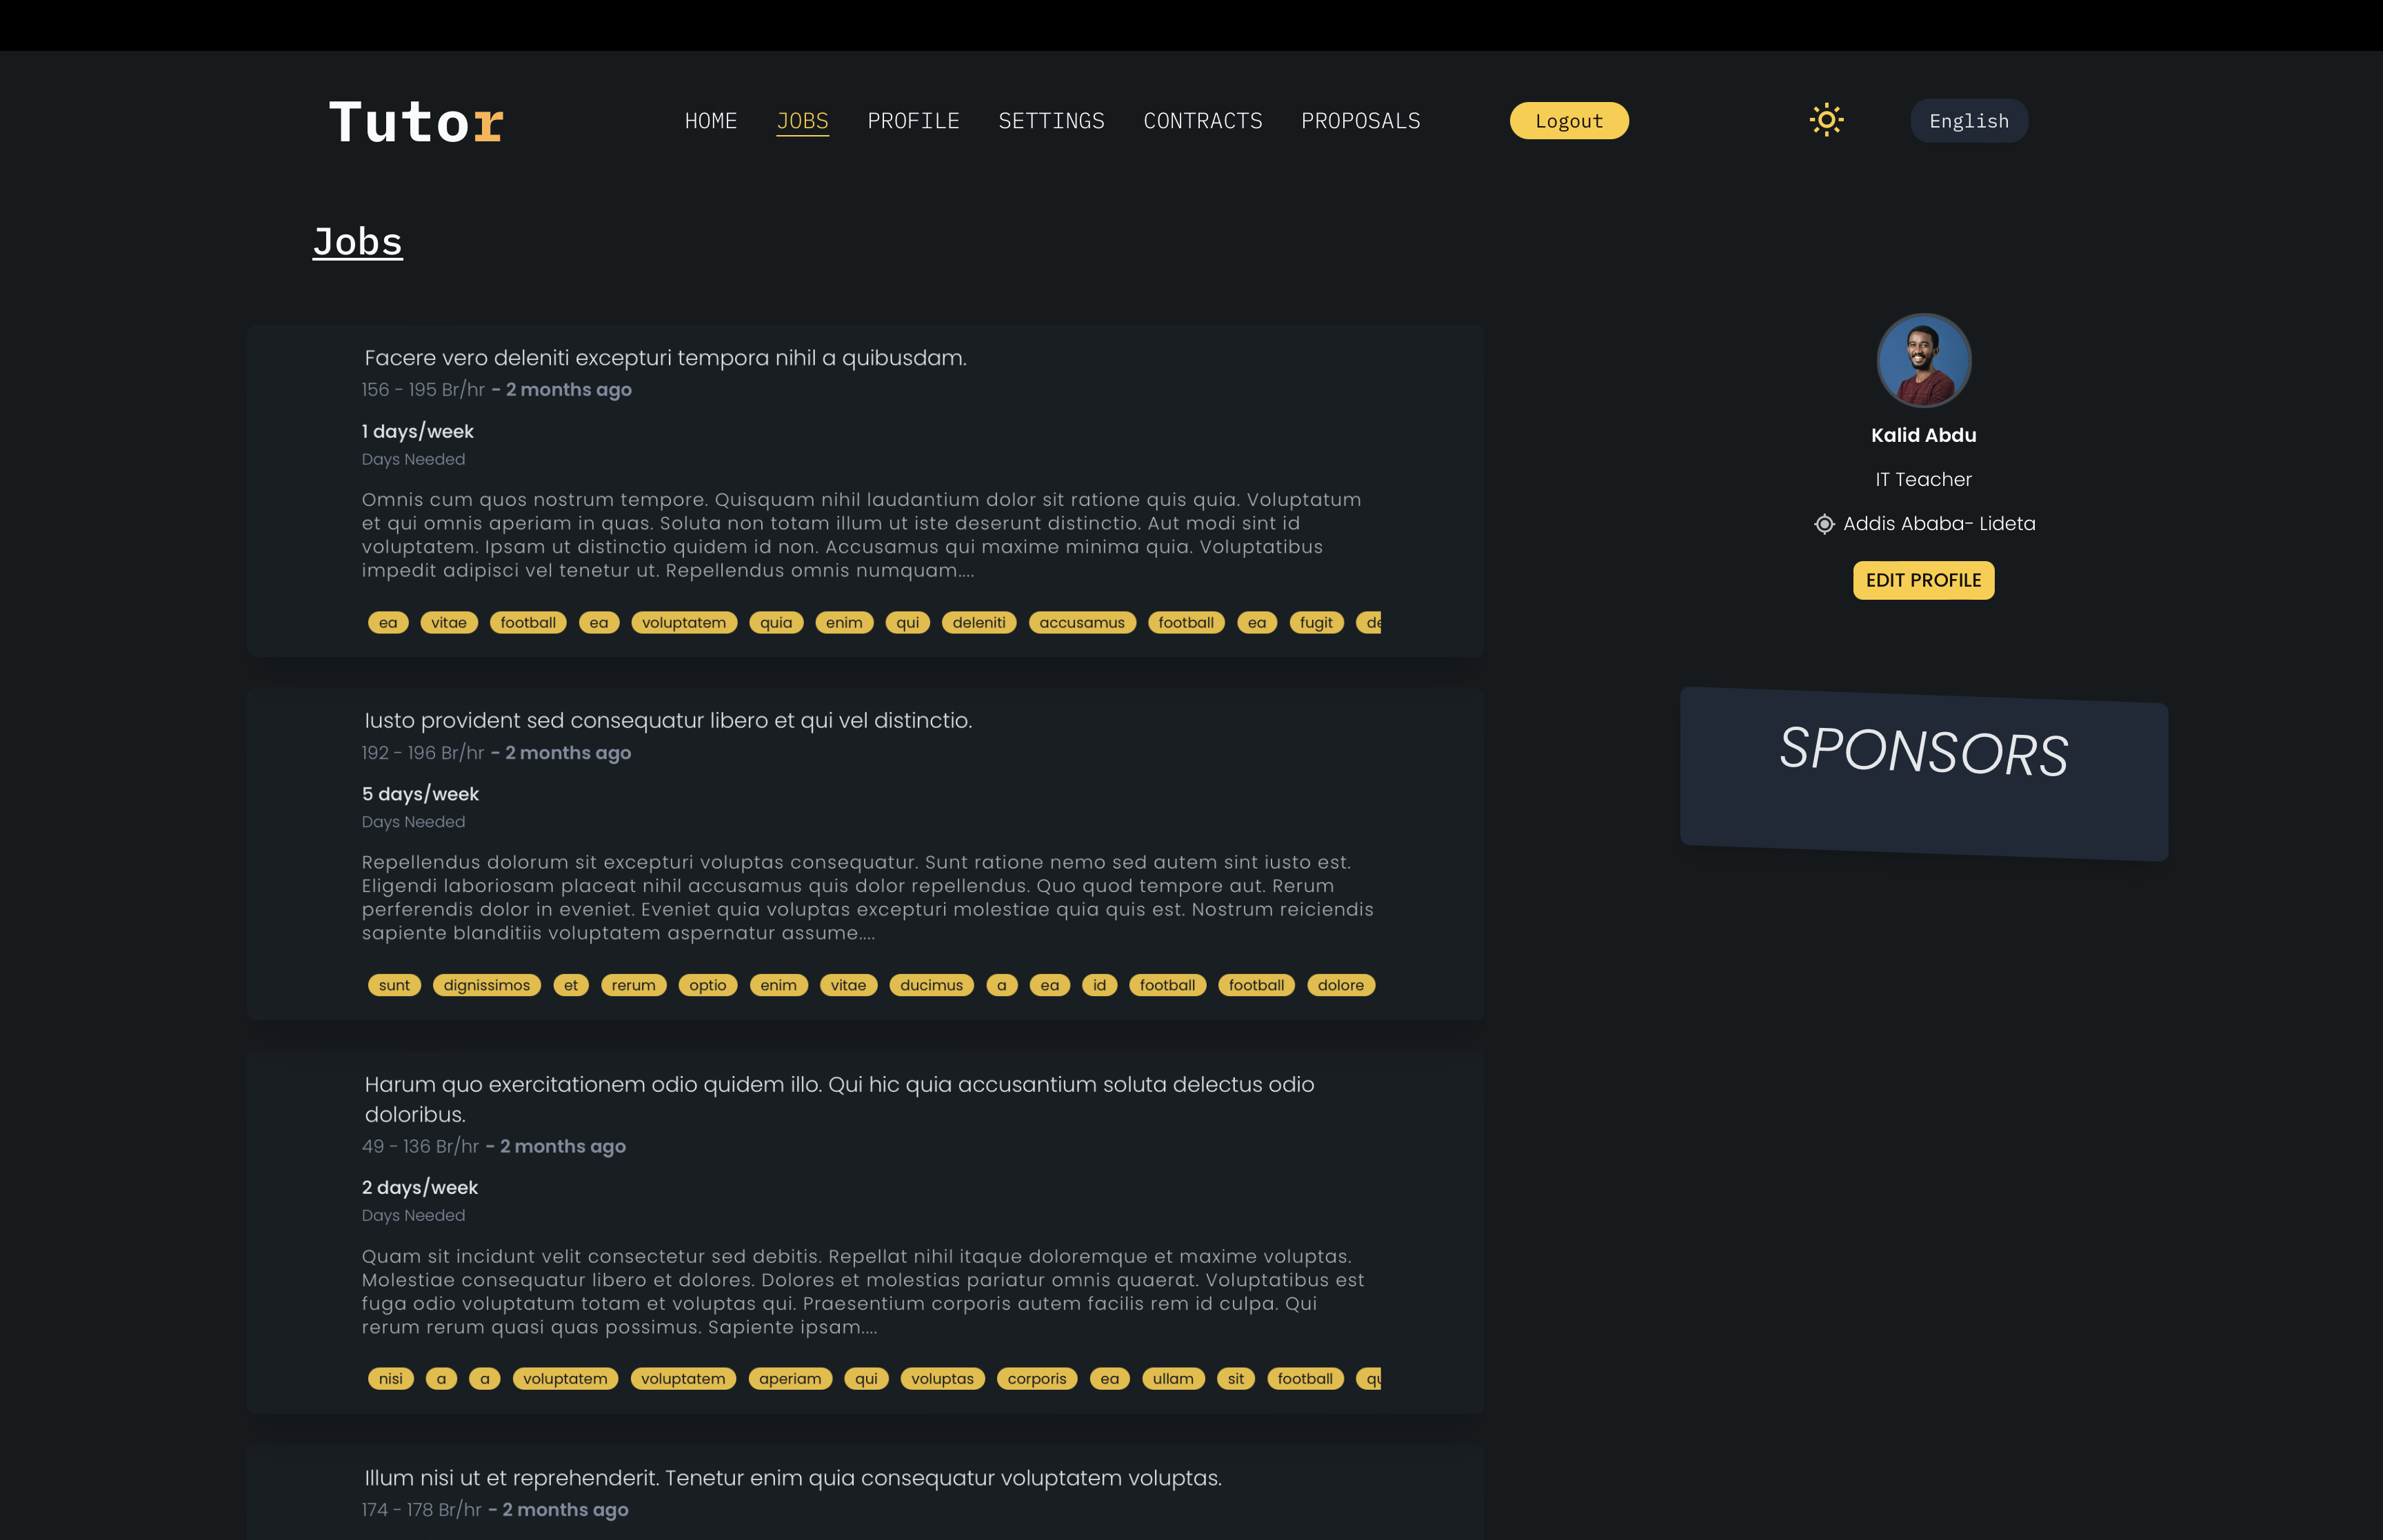 Tutor
HOME JOBS PROFILE SETTINGS CONTRACTS PROPOSALS Logout English
Jobs
Facere vero deleniti excepturi tempora nihil a quibusdam.
156 - 195 Br/hr - 2 months ago
1 days/week
Days Needed
Omnis cum quos nostrum tempore. Quisquam nihil laudantium dolor sit ratione quis quia. Voluptatum
et qui omnis aperiam in quas. Soluta non totam illum ut iste deserunt distinctio. Aut modi sint id
voluptatem. Ipsam ut distinctio quidem id non. Accusamus qui maxime minima quia. Voluptatibus
impedit adipisci vel tenetur ut. Repellendus omnis numquam....
ea vitae football ea voluptatem quia enim qui deleniti accusamus football ea fugit
Iusto provident sed consequatur libero et qui vel distinctio.
192 - 196 Br/hr - 2 months ago
5 days/week
Days Needed
Repellendus dolorum sit excepturi voluptas consequatur. Sunt ratione nemo sed autem sint iusto est.
Eligendi laboriosam placeat nihil accusamus quis dolor repellendus. Quo quod tempore aut. Rerum
perferendis dolor in eveniet. Eveniet quia voluptas excepturi molestiae quia quis est. Nostrum reiciendis
sapiente blanditiis voluptatem aspernatur assume....
sunt dignissimos et rerum optio enim vitae ducimus a ea id football football dolore
Harum quo exercitationem odio quidem illo. Qui hic quia accusantium soluta delectus odio
doloribus.
49 - 136 Br/hr - 2 months ago
2 days/week
Days Needed
Quam sit incidunt velit consectetur sed debitis. Repellat nihil itaque doloremque et maxime voluptas.
Molestiae consequatur libero et dolores. Dolores et molestias pariatur omnis quaerat. Voluptatibus est
fuga odio voluptatum totam et voluptas qui. Praesentium corporis autem facilis rem id culpa. Qui
rerum rerum quasi quas possimus. Sapiente ipsam....
nisi a a voluptatem voluptatem aperiam qui voluptas corporis ea ullam sit football
Illum nisi ut et reprehenderit. Tenetur enim quia consequatur voluptatem voluptas.
174 - 178 Br/hr - 2 months ago
Kalid Abdu
IT Teacher
Addis Ababa- Lideta
EDIT PROFILE
SPONSORS